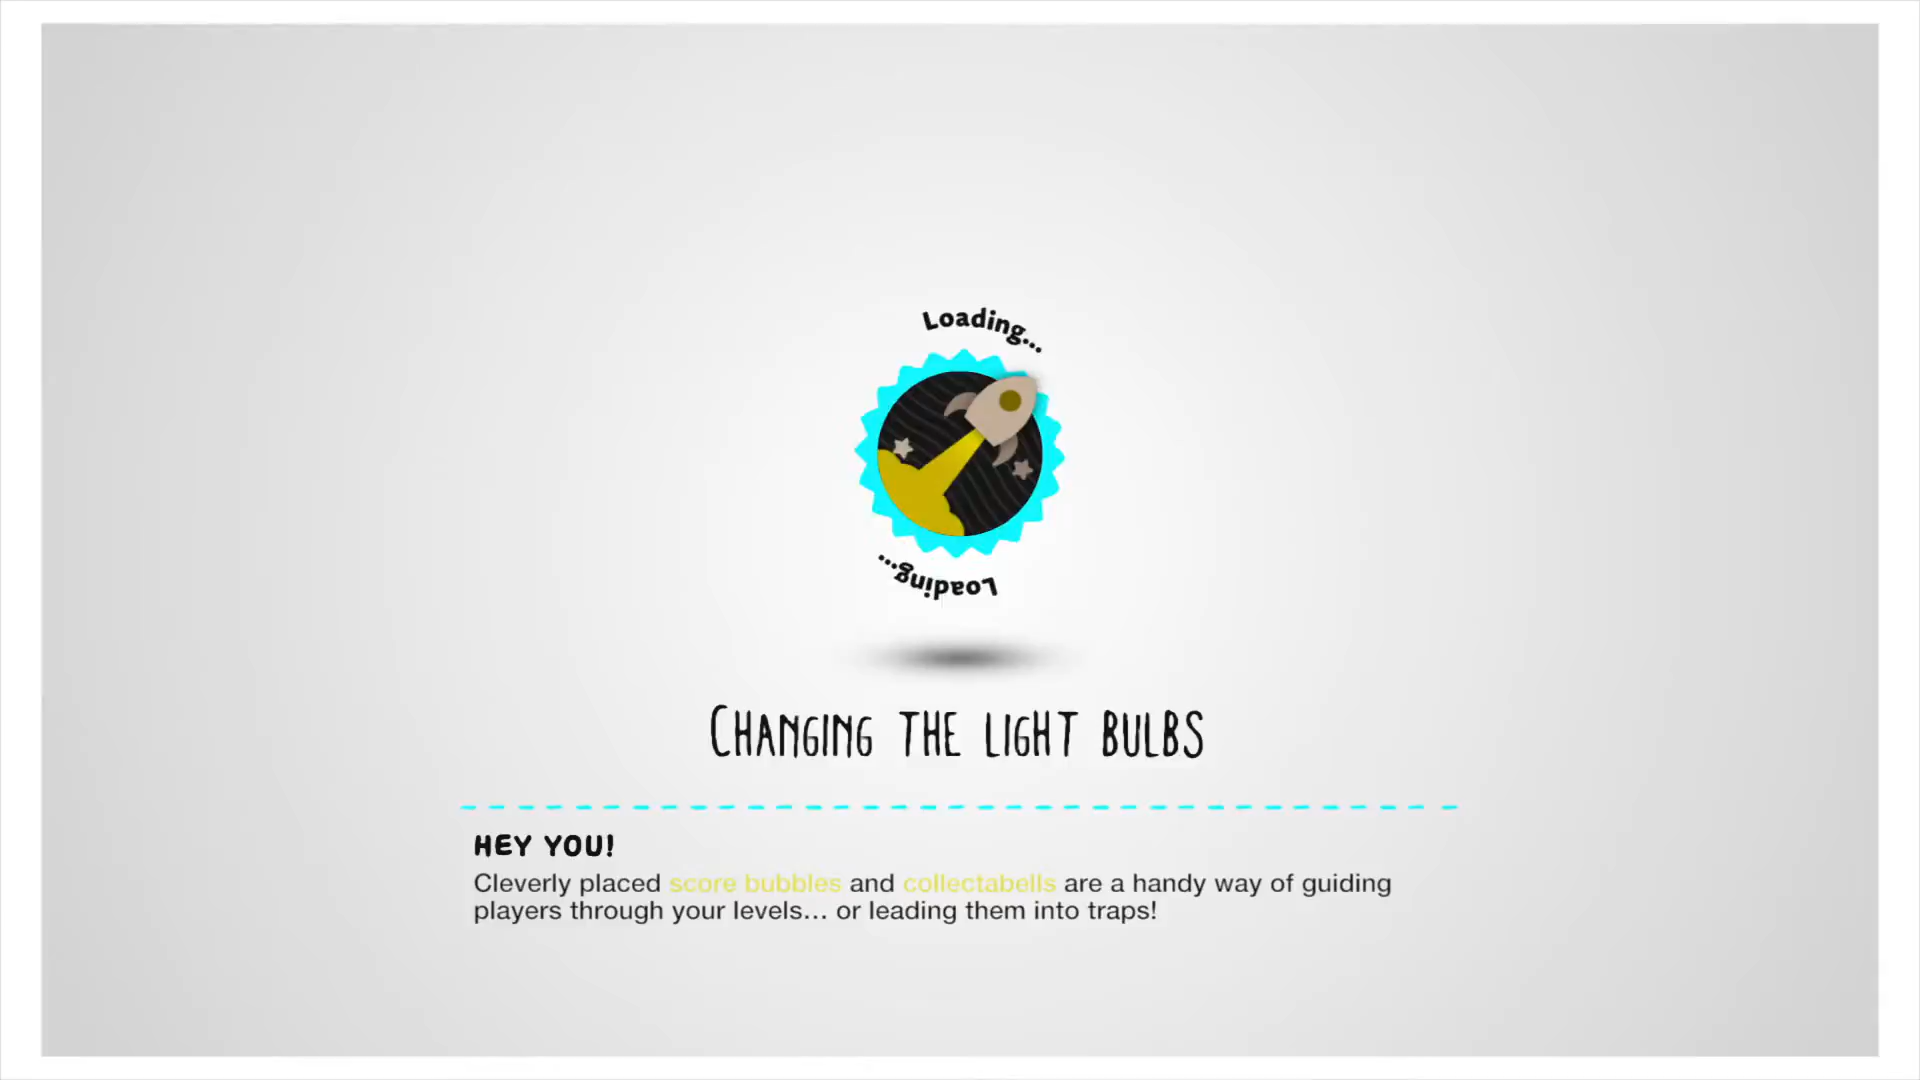 Loading...
Loading...
CHANGING THE LIGHT BULBS
HEY YOU!
Cleverly placed score bubbles and collectabells are a handy way of guiding
players through your levels... or leading them into traps!